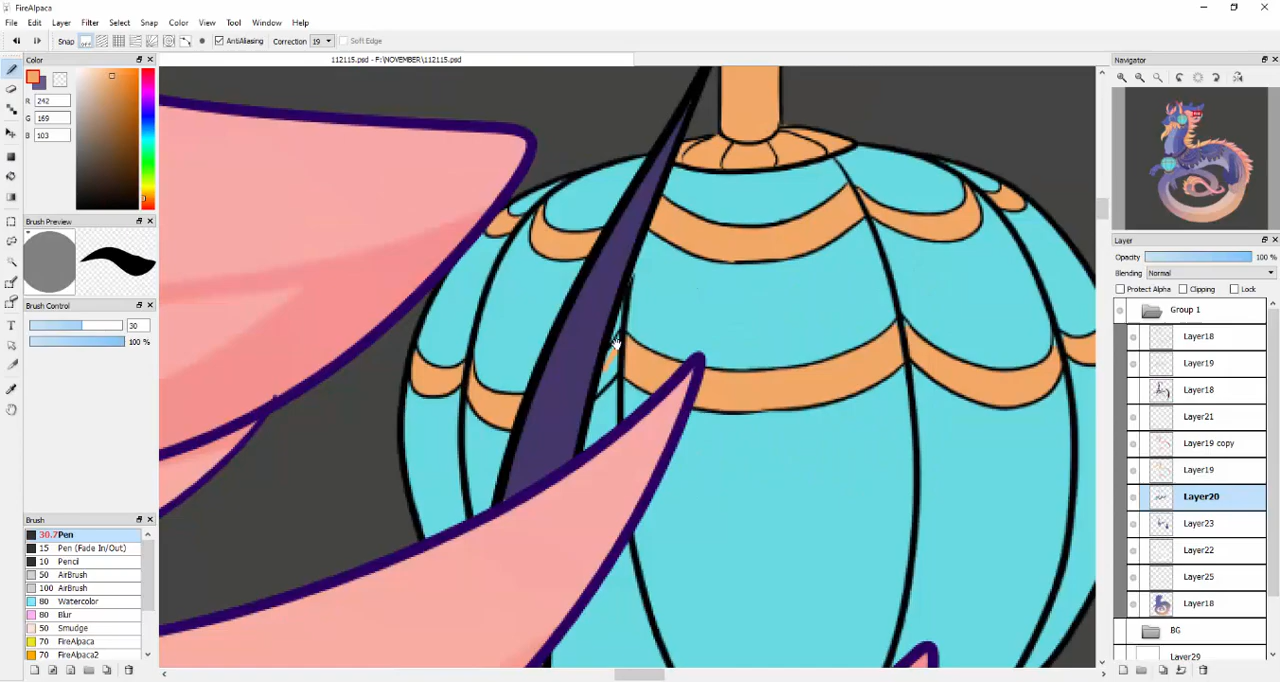 FireAlpaca
File Edit Layer Filter Select Snap Color View Tool Window Help
Snap OFF AntiAliasing Correction 19 Soft Edge
112115.psd - F:\NOVEMBER\112115.psd
Color
R 242
G 169
B 103
Brush Preview
Brush Control
30
100 %
Brush
30.7 Pen
15 Pen (Fade In/Out)
10 Pencil
50 AirBrush
100 AirBrush
80 Watercolor
80 Blur
50 Smudge
70 FireAlpaca
70 FireAlpaca2
Navigator
Layer
Opacity 100 %
Blending Normal
Protect Alpha Clipping Lock
Group 1
Layer18
Layer19
Layer18
Layer21
Layer19 copy
Layer19
Layer20
Layer23
Layer22
Layer25
Layer18
BG
Layer29